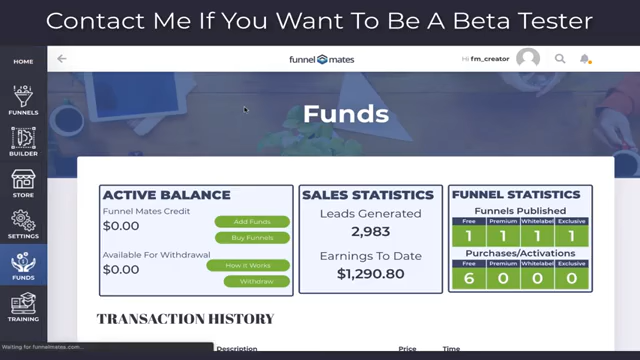 Contact Me If You Want To Be A Beta Tester
HOME
funnel mates
Hi fm_creator
FUNNELS
BUILDER
STORE
SETTINGS
FUNDS
TRAINING
Funds
ACTIVE BALANCE
Funnel Mates Credit
$0.00
Add Funds
Buy Funnels
Available For Withdrawal
$0.00
How It Works
Withdraw
SALES STATISTICS
Leads Generated
2,983
Earnings To Date
$1,290.80
FUNNEL STATISTICS
Funnels Published
Free Premium Whitelabel Exclusive
1 1 1 1
Purchases/Activations
Free Premium Whitelabel Exclusive
6 0 0 0
TRANSACTION HISTORY
Description Price Time
Waiting for funnelmates.com...